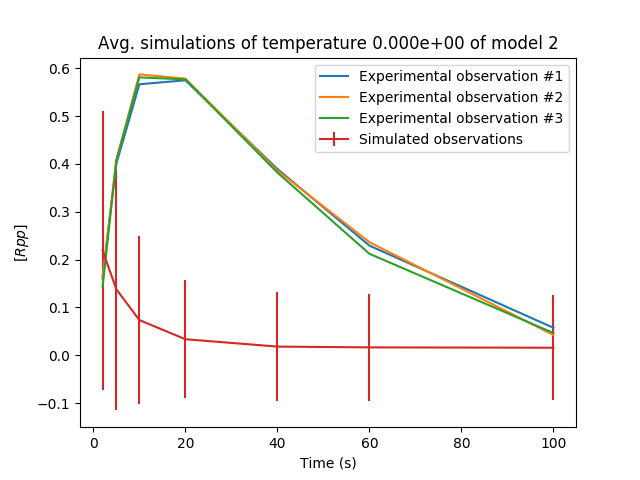 Avg. simulations of temperature 0.000e+00 of model 2
Experimental observation #1
Experimental observation #2
Experimental observation #3
Simulated observations
[Rpp]
0.6
0.5
0.4
0.3
0.2
0.1
0.0
−0.1
0 20 40 60 80 100
Time (s)